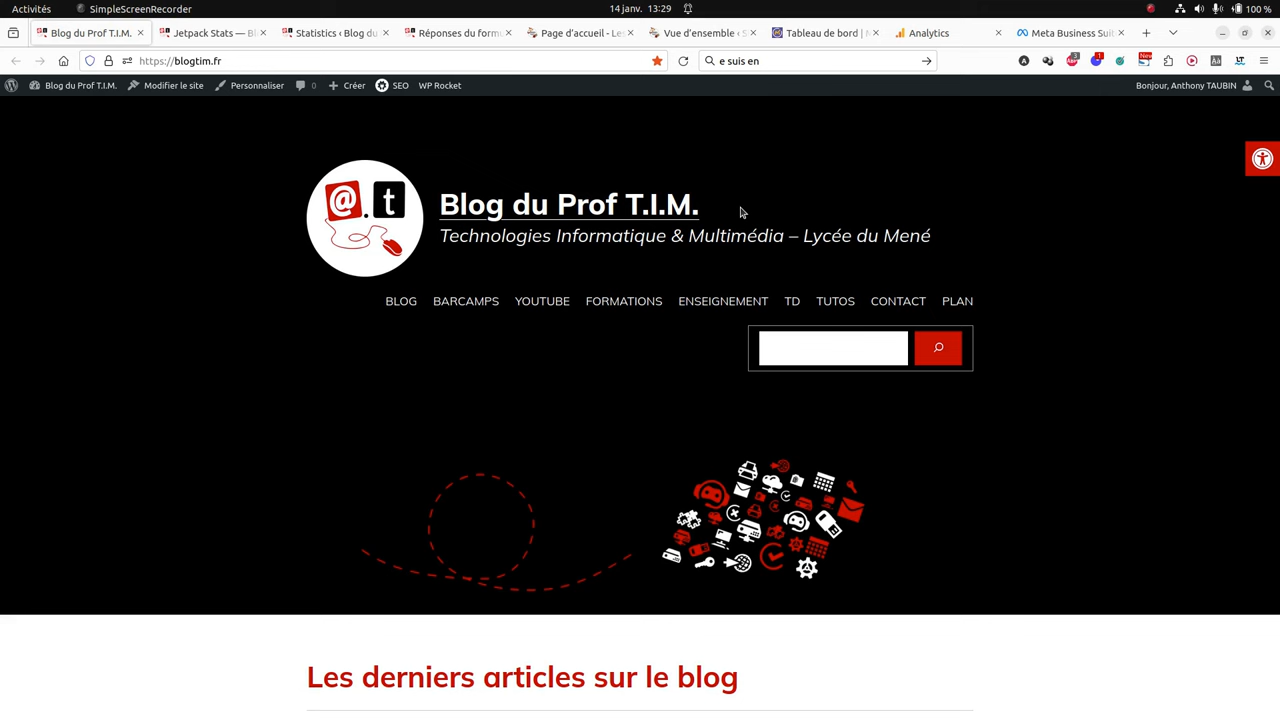 Activités SimpleScreenRecorder 14 janv. 13:29 100 %
Blog du Prof T.I.M. Jetpack Stats — Bl Statistics ‹ Blog du Réponses du form Page d'accueil - Les Vue d'ensemble ‹ S Tableau de bord | N Analytics Meta Business Suit
https://blogtim.fr e suis en
Blog du Prof T.I.M. Modifier le site Personnaliser 0 Créer SEO WP Rocket Bonjour, Anthony TAUBIN
@.t
Blog du Prof T.I.M.
Technologies Informatique & Multimédia – Lycée du Mené
BLOG BARCAMPS YOUTUBE FORMATIONS ENSEIGNEMENT TD TUTOS CONTACT PLAN
Les derniers articles sur le blog